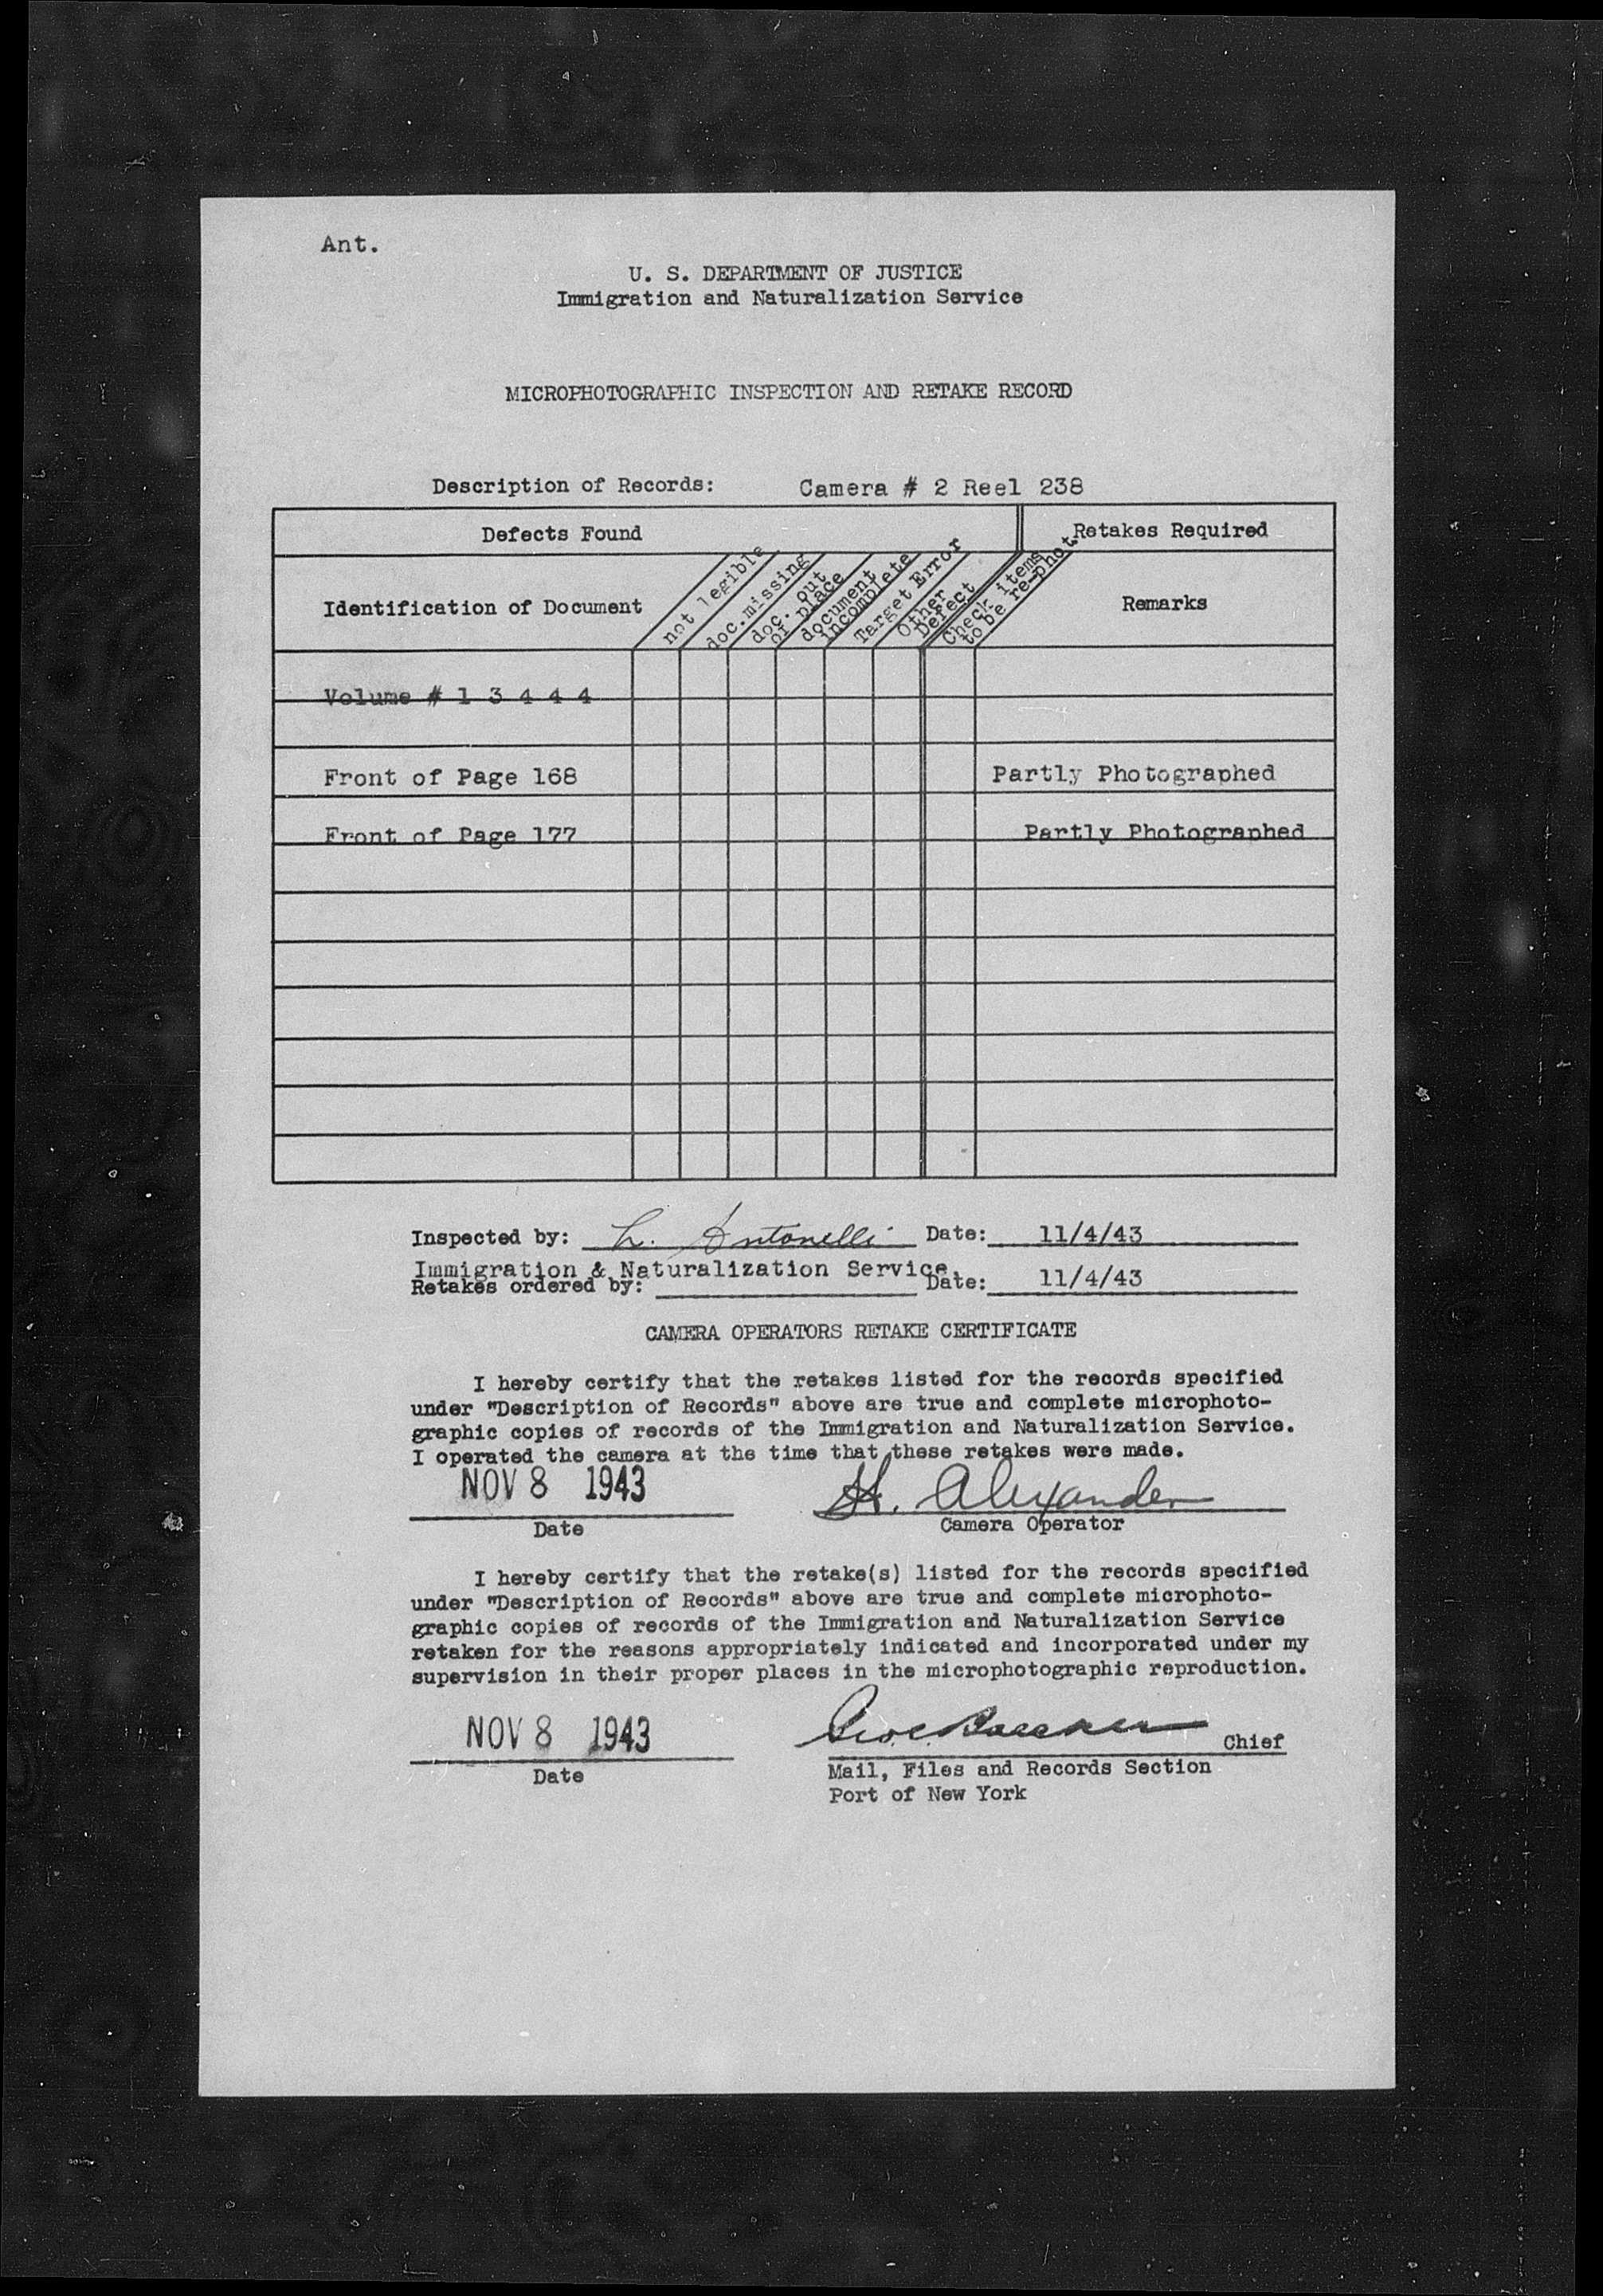 Ant.
U. S. DEPARTMENT OF JUSTICE
Immigration and Naturalization Service
MICROPHOTOGRAPHIC INSPECTION AND RETAKE RECORD
Description of Records: Camera # 2 Reel 238
Defects Found
Retakes Required
Identification of Document
not legible
doc. missing
doc. out
of place
document
incomplete
Target Error
Other
Defect
Check items
to be re-phot.
Remarks
Volume # 1 3 4 4 4
Front of Page 168 Partly Photographed
Front of Page 177 Partly Photographed
Inspected by: L. Antonelli Date: 11/4/43
Immigration & Naturalization Service.
Retakes ordered by: Date: 11/4/43
CAMERA OPERATORS RETAKE CERTIFICATE
I hereby certify that the retakes listed for the records specified
under "Description of Records" above are true and complete microphoto-
graphic copies of records of the Immigration and Naturalization Service.
I operated the camera at the time that these retakes were made.
NOV 8 1943 H. Alexander
Date Camera Operator
I hereby certify that the retake(s) listed for the records specified
under "Description of Records" above are true and complete microphoto-
graphic copies of records of the Immigration and Naturalization Service
retaken for the reasons appropriately indicated and incorporated under my
supervision in their proper places in the microphotographic reproduction.
NOV 8 1943 Chief
Date Mail, Files and Records Section
Port of New York